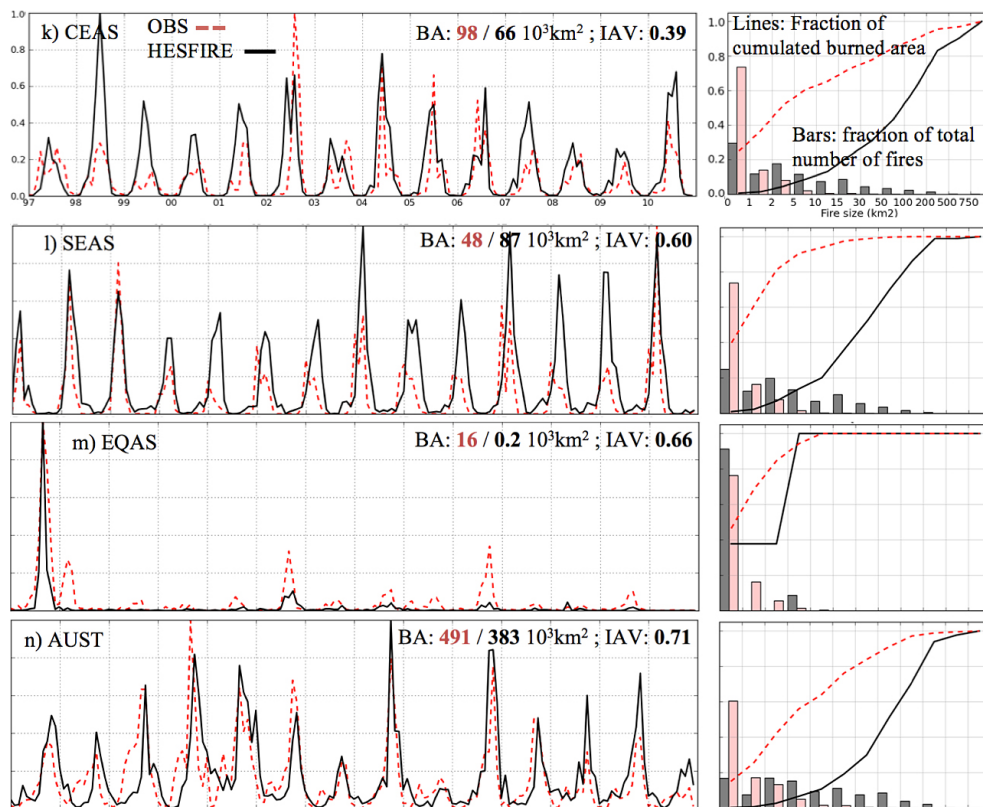 k) CEAS
OBS
HESFIRE
BA: 98 / 66 10³km² ; IAV: 0.39
1.0
0.8
0.6
0.4
0.2
0.0
97 98 99 00 01 02 03 04 05 06 07 08 09 10
Lines: Fraction of
cumulated burned area
Bars: fraction of total
number of fires
1.0
0.8
0.6
0.4
0.2
0.0
0 1 2 5 10 15 30 50 100 200 500 750
Fire size (km2)
l) SEAS
BA: 48 / 87 10³km² ; IAV: 0.60
m) EQAS
BA: 16 / 0.2 10³km² ; IAV: 0.66
n) AUST
BA: 491 / 383 10³km² ; IAV: 0.71